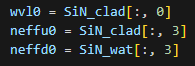 wvl0 = SiN_clad[:, 0]
neffu0 = SiN_clad[:, 3]
neffd0 = SiN_wat[:, 3]